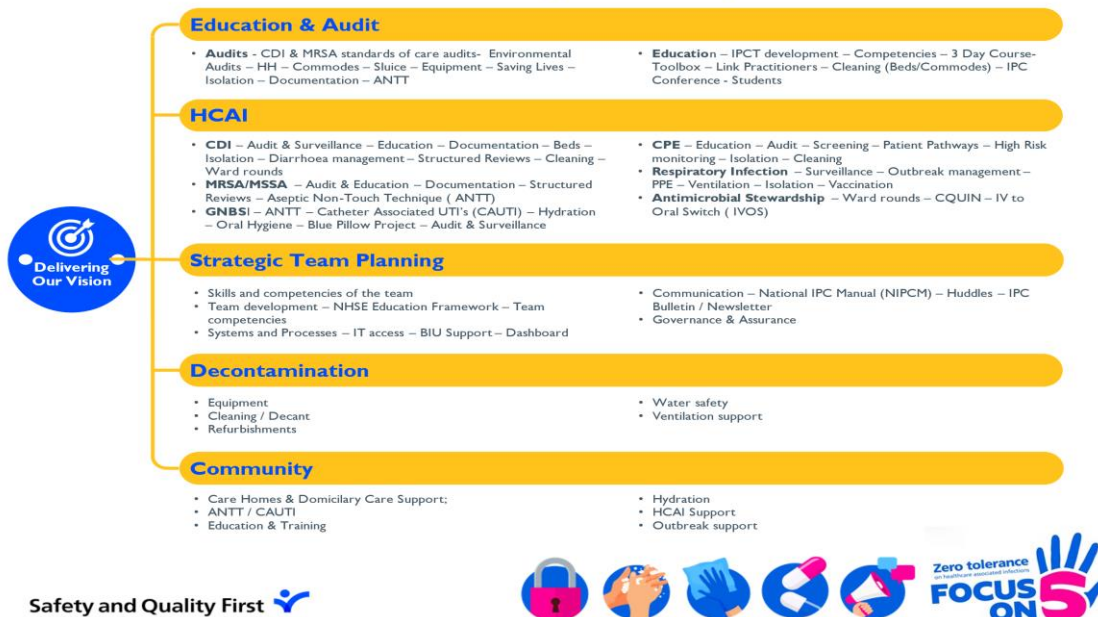 Education & Audit
• Audits - CDI & MRSA standards of care audits- Environmental
Audits – HH – Commodes – Sluice – Equipment – Saving Lives –
Isolation – Documentation – ANTT
• Education – IPCT development – Competencies – 3 Day Course-
Toolbox – Link Practitioners – Cleaning (Beds/Commodes) – IPC
Conference - Students
HCAI
• CDI – Audit & Surveillance – Education – Documentation – Beds –
Isolation – Diarrhoea management – Structured Reviews – Cleaning –
Ward rounds
• MRSA/MSSA – Audit & Education – Documentation – Structured
Reviews – Aseptic Non-Touch Technique ( ANTT)
• GNBSI – ANTT – Catheter Associated UTI's (CAUTI) – Hydration
– Oral Hygiene – Blue Pillow Project – Audit & Surveillance
• CPE – Education – Audit – Screening – Patient Pathways – High Risk
monitoring – Isolation – Cleaning
• Respiratory Infection – Surveillance – Outbreak management –
PPE – Ventilation – Isolation – Vaccination
• Antimicrobial Stewardship – Ward rounds – CQUIN – IV to
Oral Switch ( IVOS)
Delivering
Our Vision
Strategic Team Planning
• Skills and competencies of the team
• Team development – NHSE Education Framework – Team
competencies
• Systems and Processes – IT access – BIU Support – Dashboard
• Communication – National IPC Manual (NIPCM) – Huddles – IPC
Bulletin / Newsletter
• Governance & Assurance
Decontamination
• Equipment
• Cleaning / Decant
• Refurbishments
• Water safety
• Ventilation support
Community
• Care Homes & Domicilary Care Support;
• ANTT / CAUTI
• Education & Training
• Hydration
• HCAI Support
• Outbreak support
Safety and Quality First
Zero tolerance
on healthcare associated infections
FOCUS
ON 5